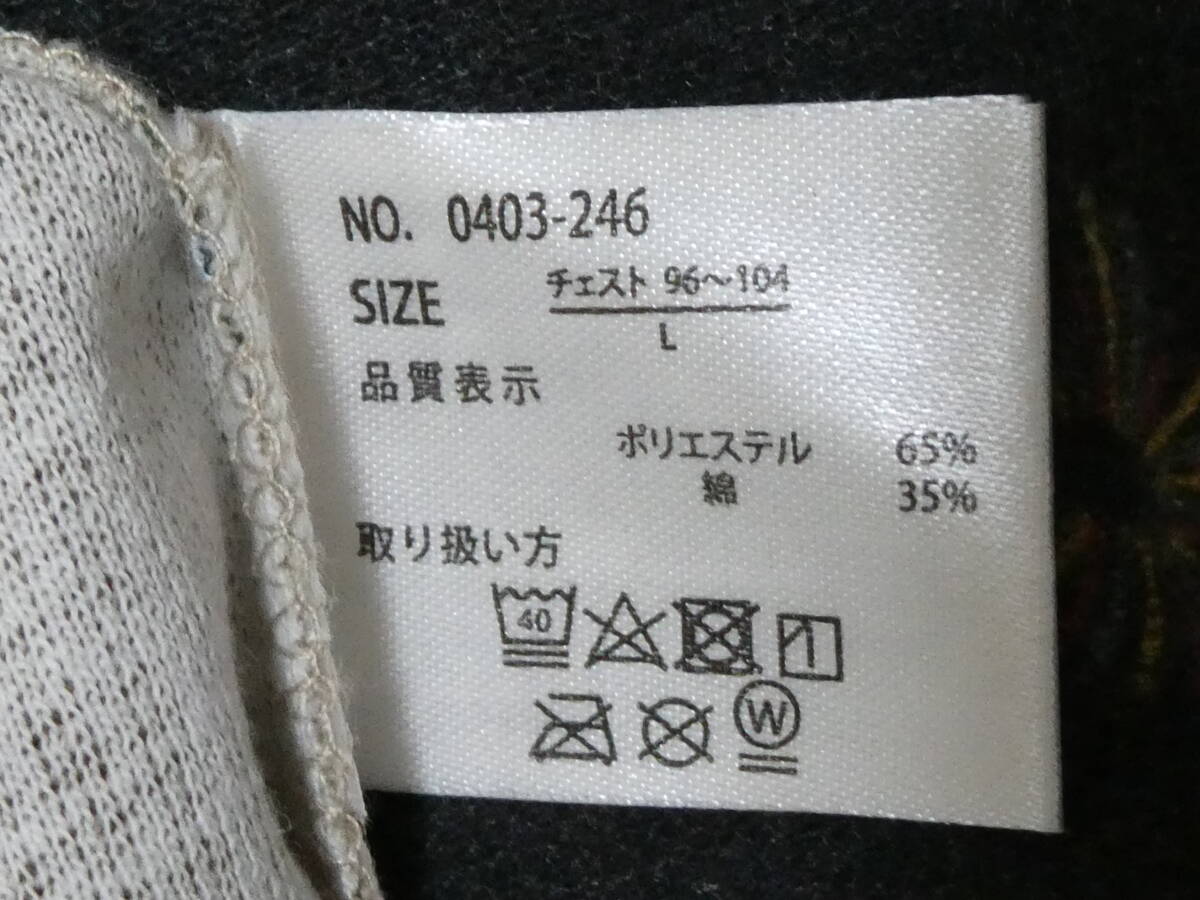 NO. 0403-246
SIZE チェスト 96～104
L
品質表示
ポリエステル 65%
綿 35%
取り扱い方
40
W